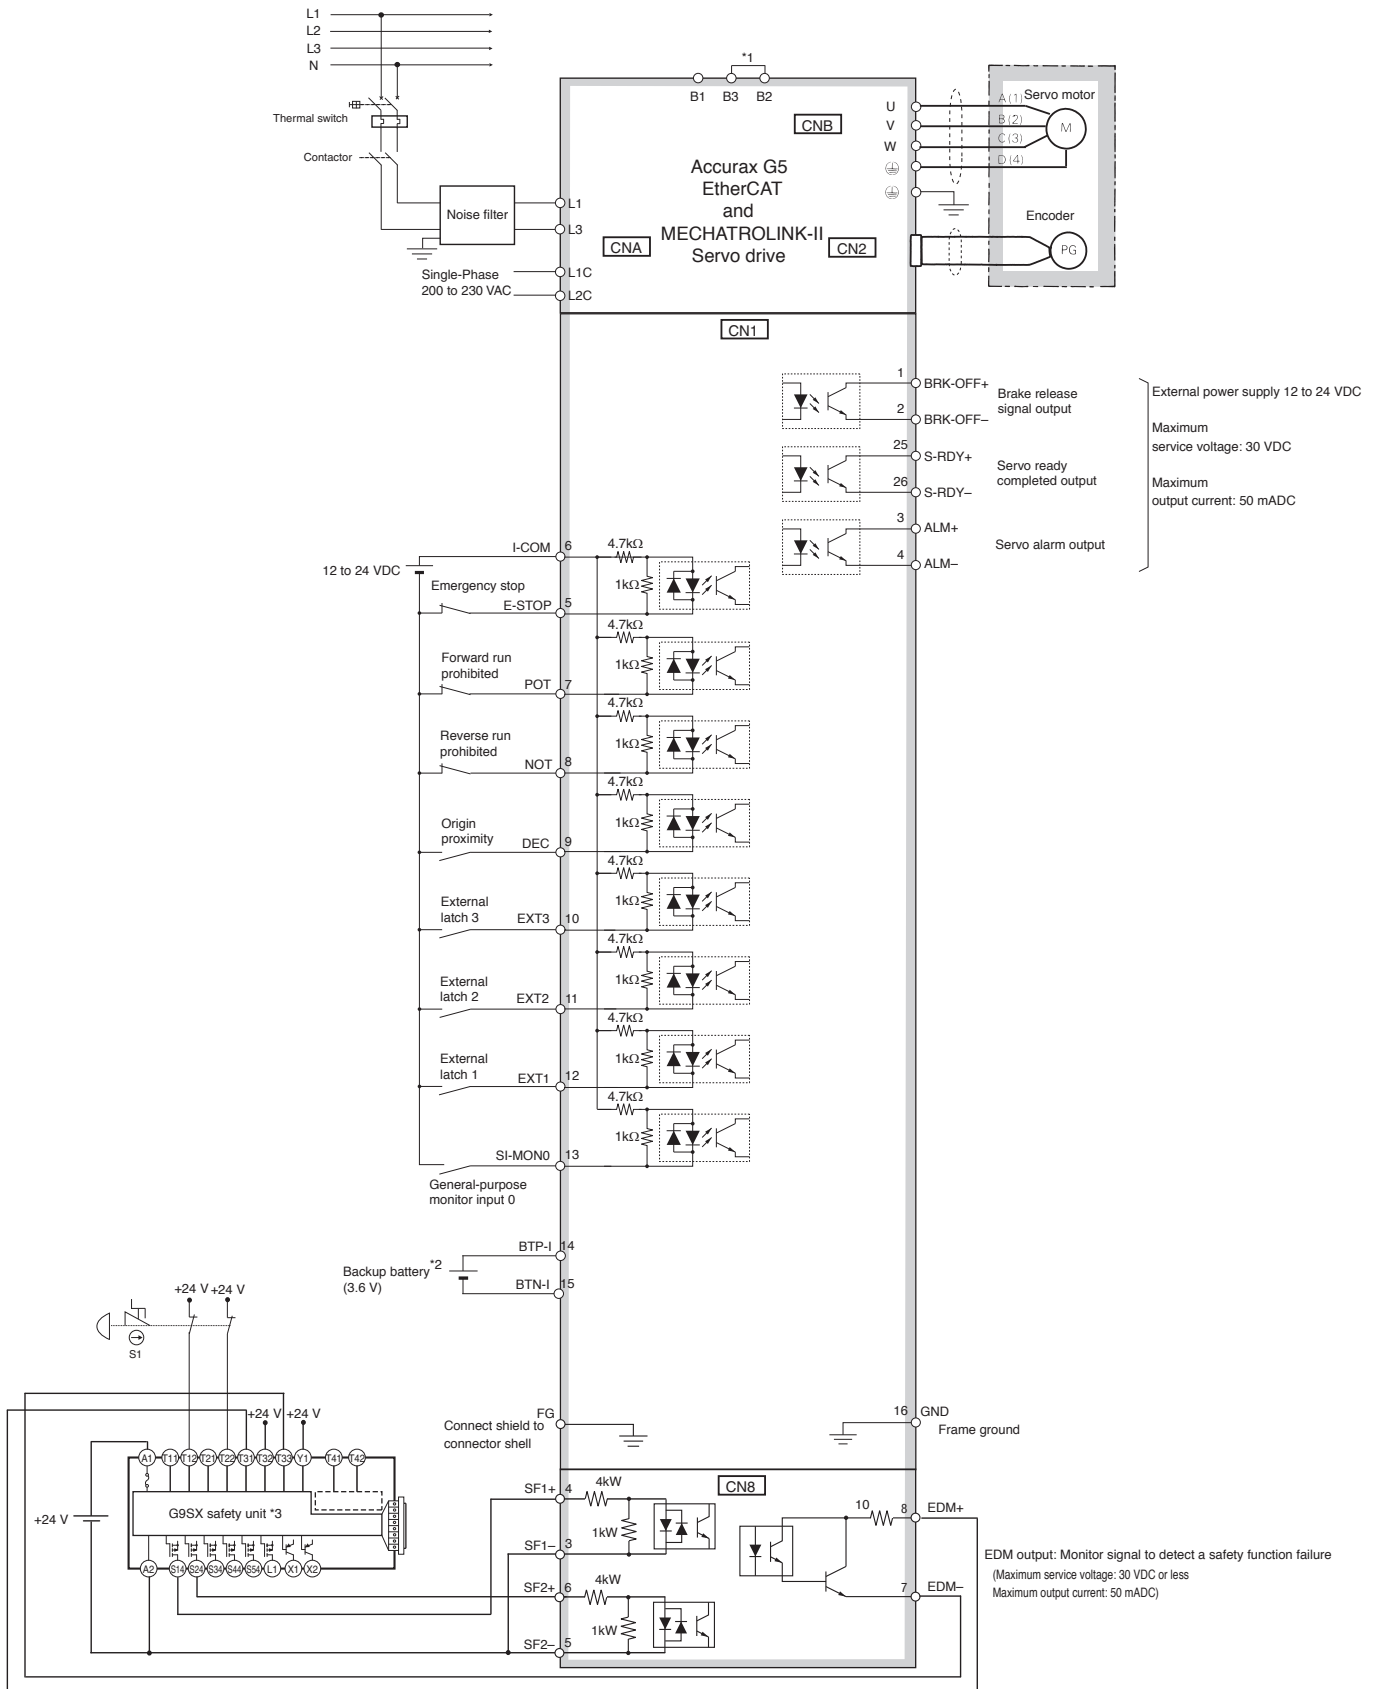 L1
L2
L3
N
Thermal switch
Contactor
Noise filter
L1
L3
Single-Phase
200 to 230 VAC
L1C
L2C
*1
B1 B3 B2
CNB
Accurax G5
EtherCAT
and
MECHATROLINK-II
Servo drive
CNA
CN2
U
V
W
A (1)
B (2)
C (3)
D (4)
Servo motor
M
Encoder
PG
CN1
1
BRK-OFF+
2
BRK-OFF–
Brake release
signal output
25
S-RDY+
26
S-RDY–
Servo ready
completed output
3
ALM+
4
ALM–
Servo alarm output
External power supply 12 to 24 VDC
Maximum
service voltage: 30 VDC
Maximum
output current: 50 mADC
12 to 24 VDC
I-COM 6
4.7kΩ
1kΩ
Emergency stop
E-STOP 5
4.7kΩ
1kΩ
Forward run
prohibited
POT 7
4.7kΩ
1kΩ
Reverse run
prohibited
NOT 8
4.7kΩ
1kΩ
Origin
proximity
DEC 9
4.7kΩ
1kΩ
External
latch 3
EXT3 10
4.7kΩ
1kΩ
External
latch 2
EXT2 11
4.7kΩ
1kΩ
External
latch 1
EXT1 12
4.7kΩ
1kΩ
SI-MON0 13
General-purpose
monitor input 0
BTP-I 14
Backup battery*2
(3.6 V)
BTN-I 15
+24 V +24 V
S1
FG
Connect shield to
connector shell
16 GND
Frame ground
+24 V +24 V
A1 T11 T12 T21 T22 T31 T32 T33 Y1 T41 T42
G9SX safety unit *3
+24 V
A2 S14 S24 S34 S44 S54 L1 X1 X2
CN8
SF1+ 4
4kW
1kW
SF1– 3
SF2+ 6
4kW
1kW
SF2– 5
10
8 EDM+
7 EDM–
EDM output: Monitor signal to detect a safety function failure
(Maximum service voltage: 30 VDC or less
Maximum output current: 50 mADC)